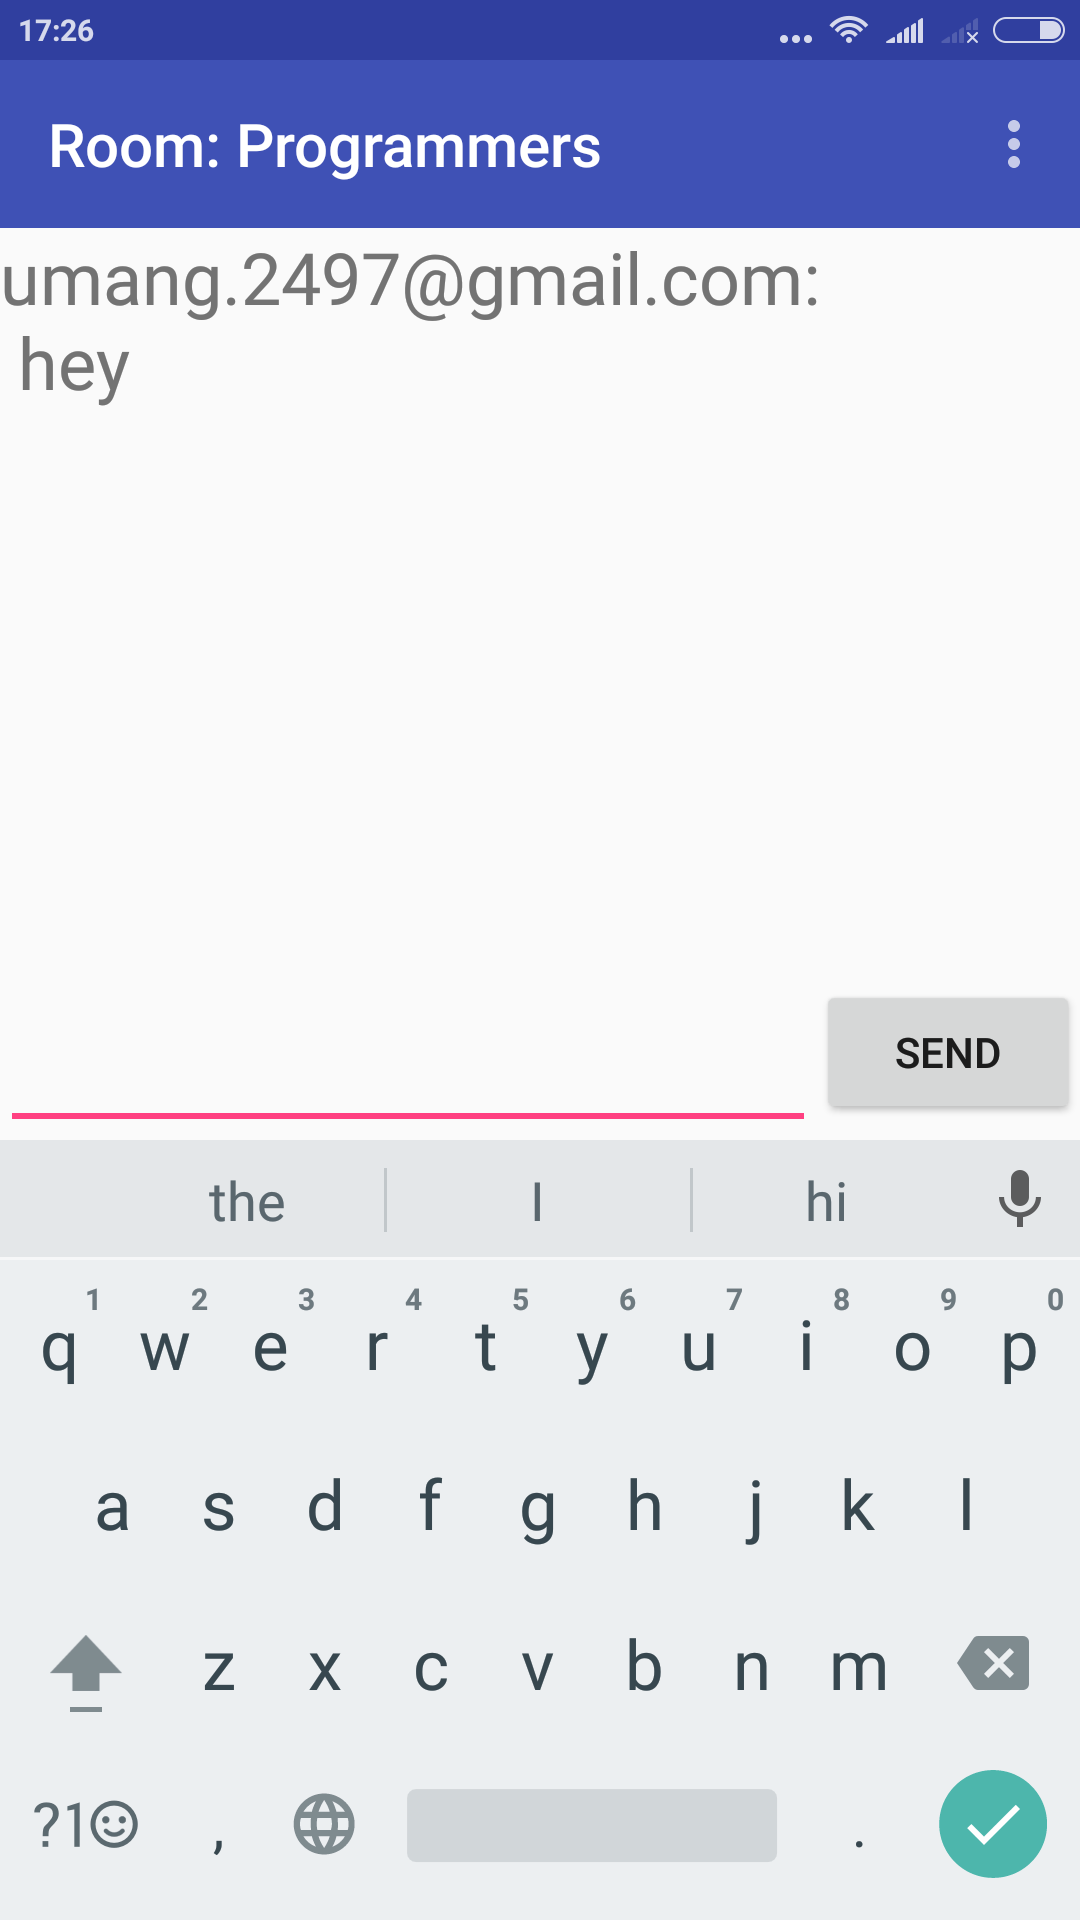 17:26
Room: Programmers
umang.2497@gmail.com:
hey
SEND
the I hi
1 2 3 4 5 6 7 8 9 0
q w e r t y u i o p
a s d f g h j k l
z x c v b n m
?1☺ , .